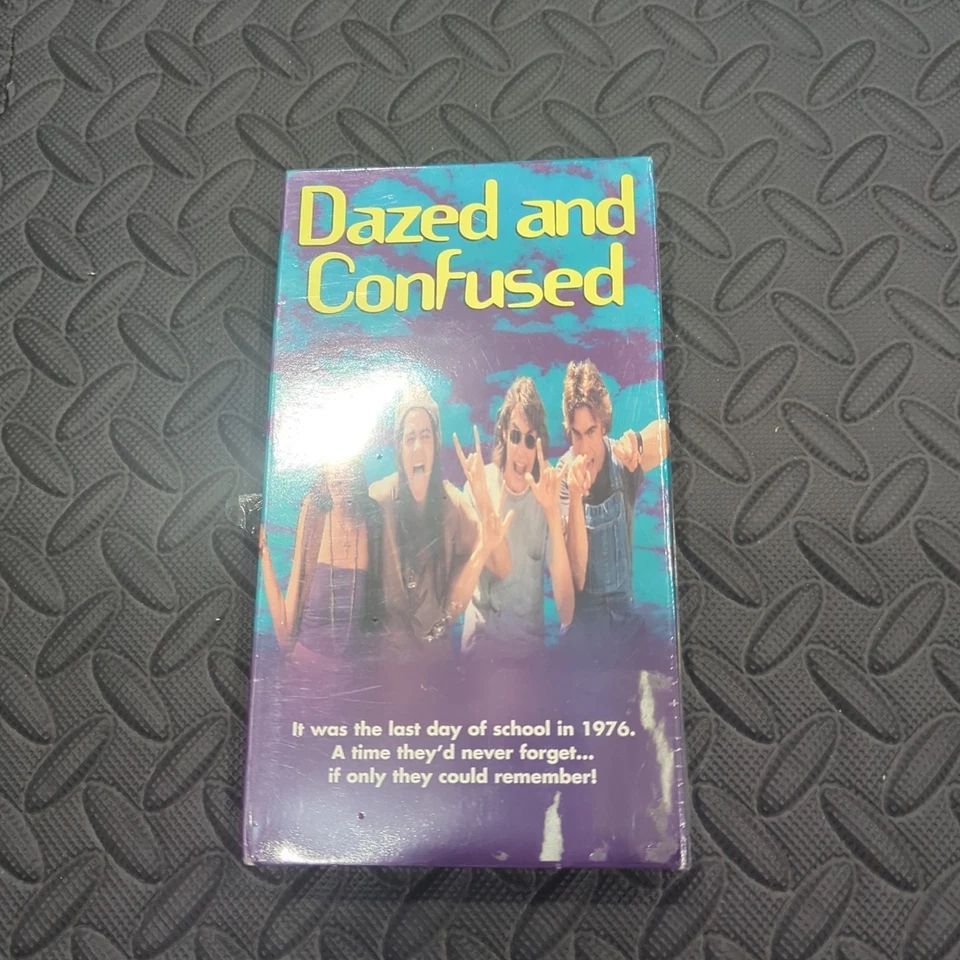 Dazed and
Confused
It was the last day of school in 1976.
A time they'd never forget...
if only they could remember!